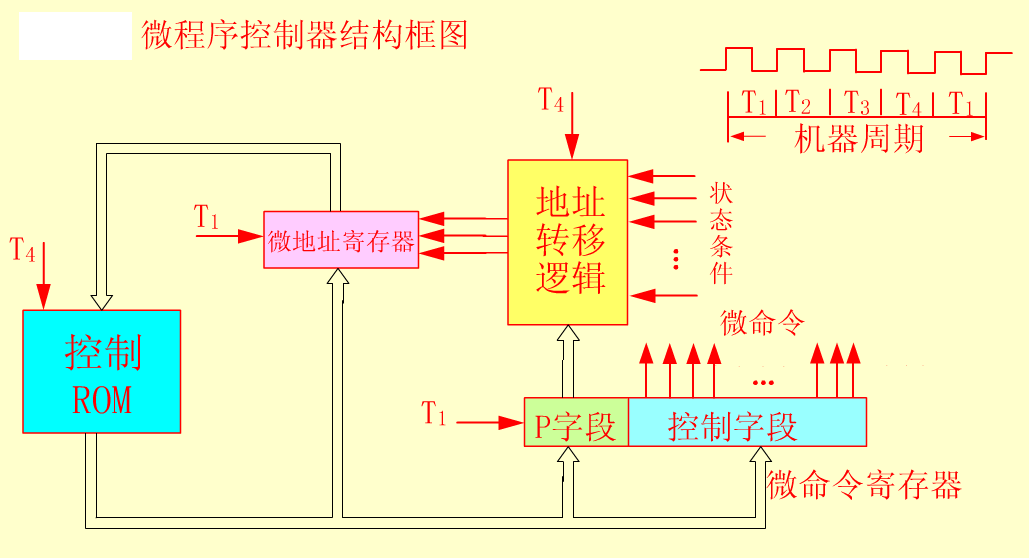 微程序控制器结构框图
T1 T2 T3 T4 T1
机器周期
T4
地址
转移
逻辑
状态条件
T1
微地址寄存器
T4
控制
ROM
微命令
T1
P字段
控制字段
微命令寄存器